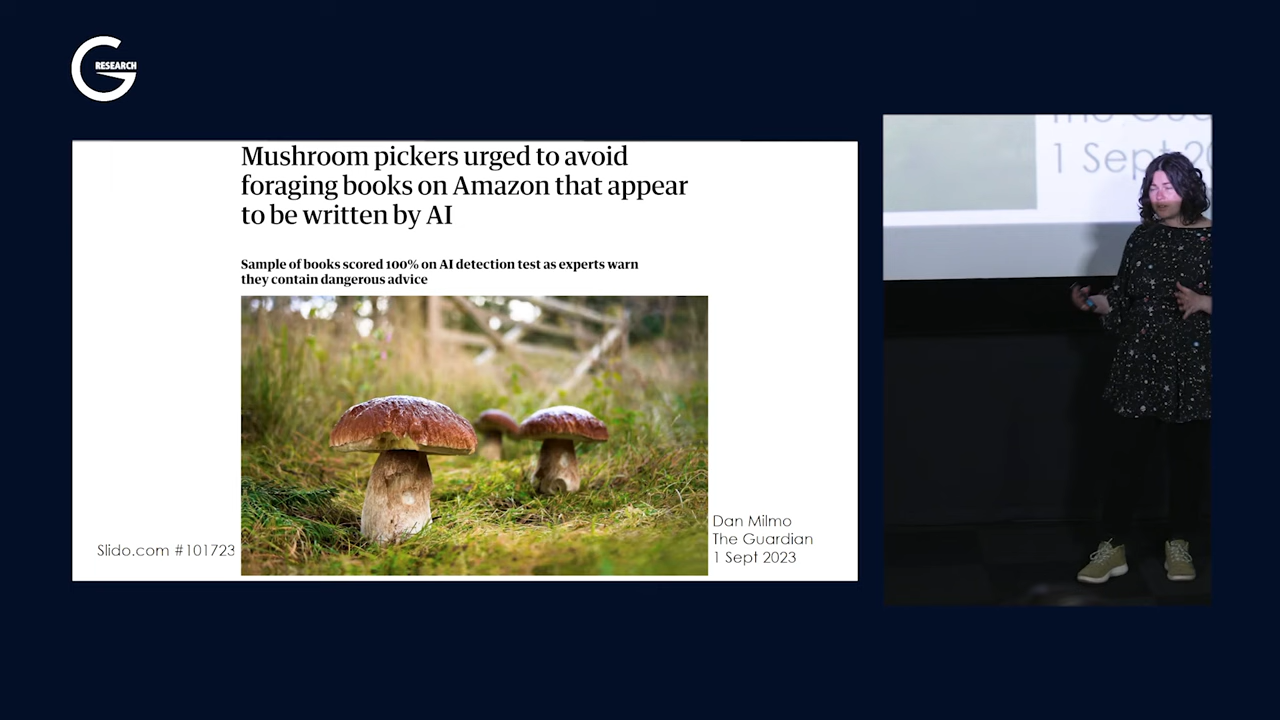 RESEARCH
Mushroom pickers urged to avoid
foraging books on Amazon that appear
to be written by AI
Sample of books scored 100% on AI detection test as experts warn
they contain dangerous advice
Slido.com #101723
Dan Milmo
The Guardian
1 Sept 2023
1 Sept 20